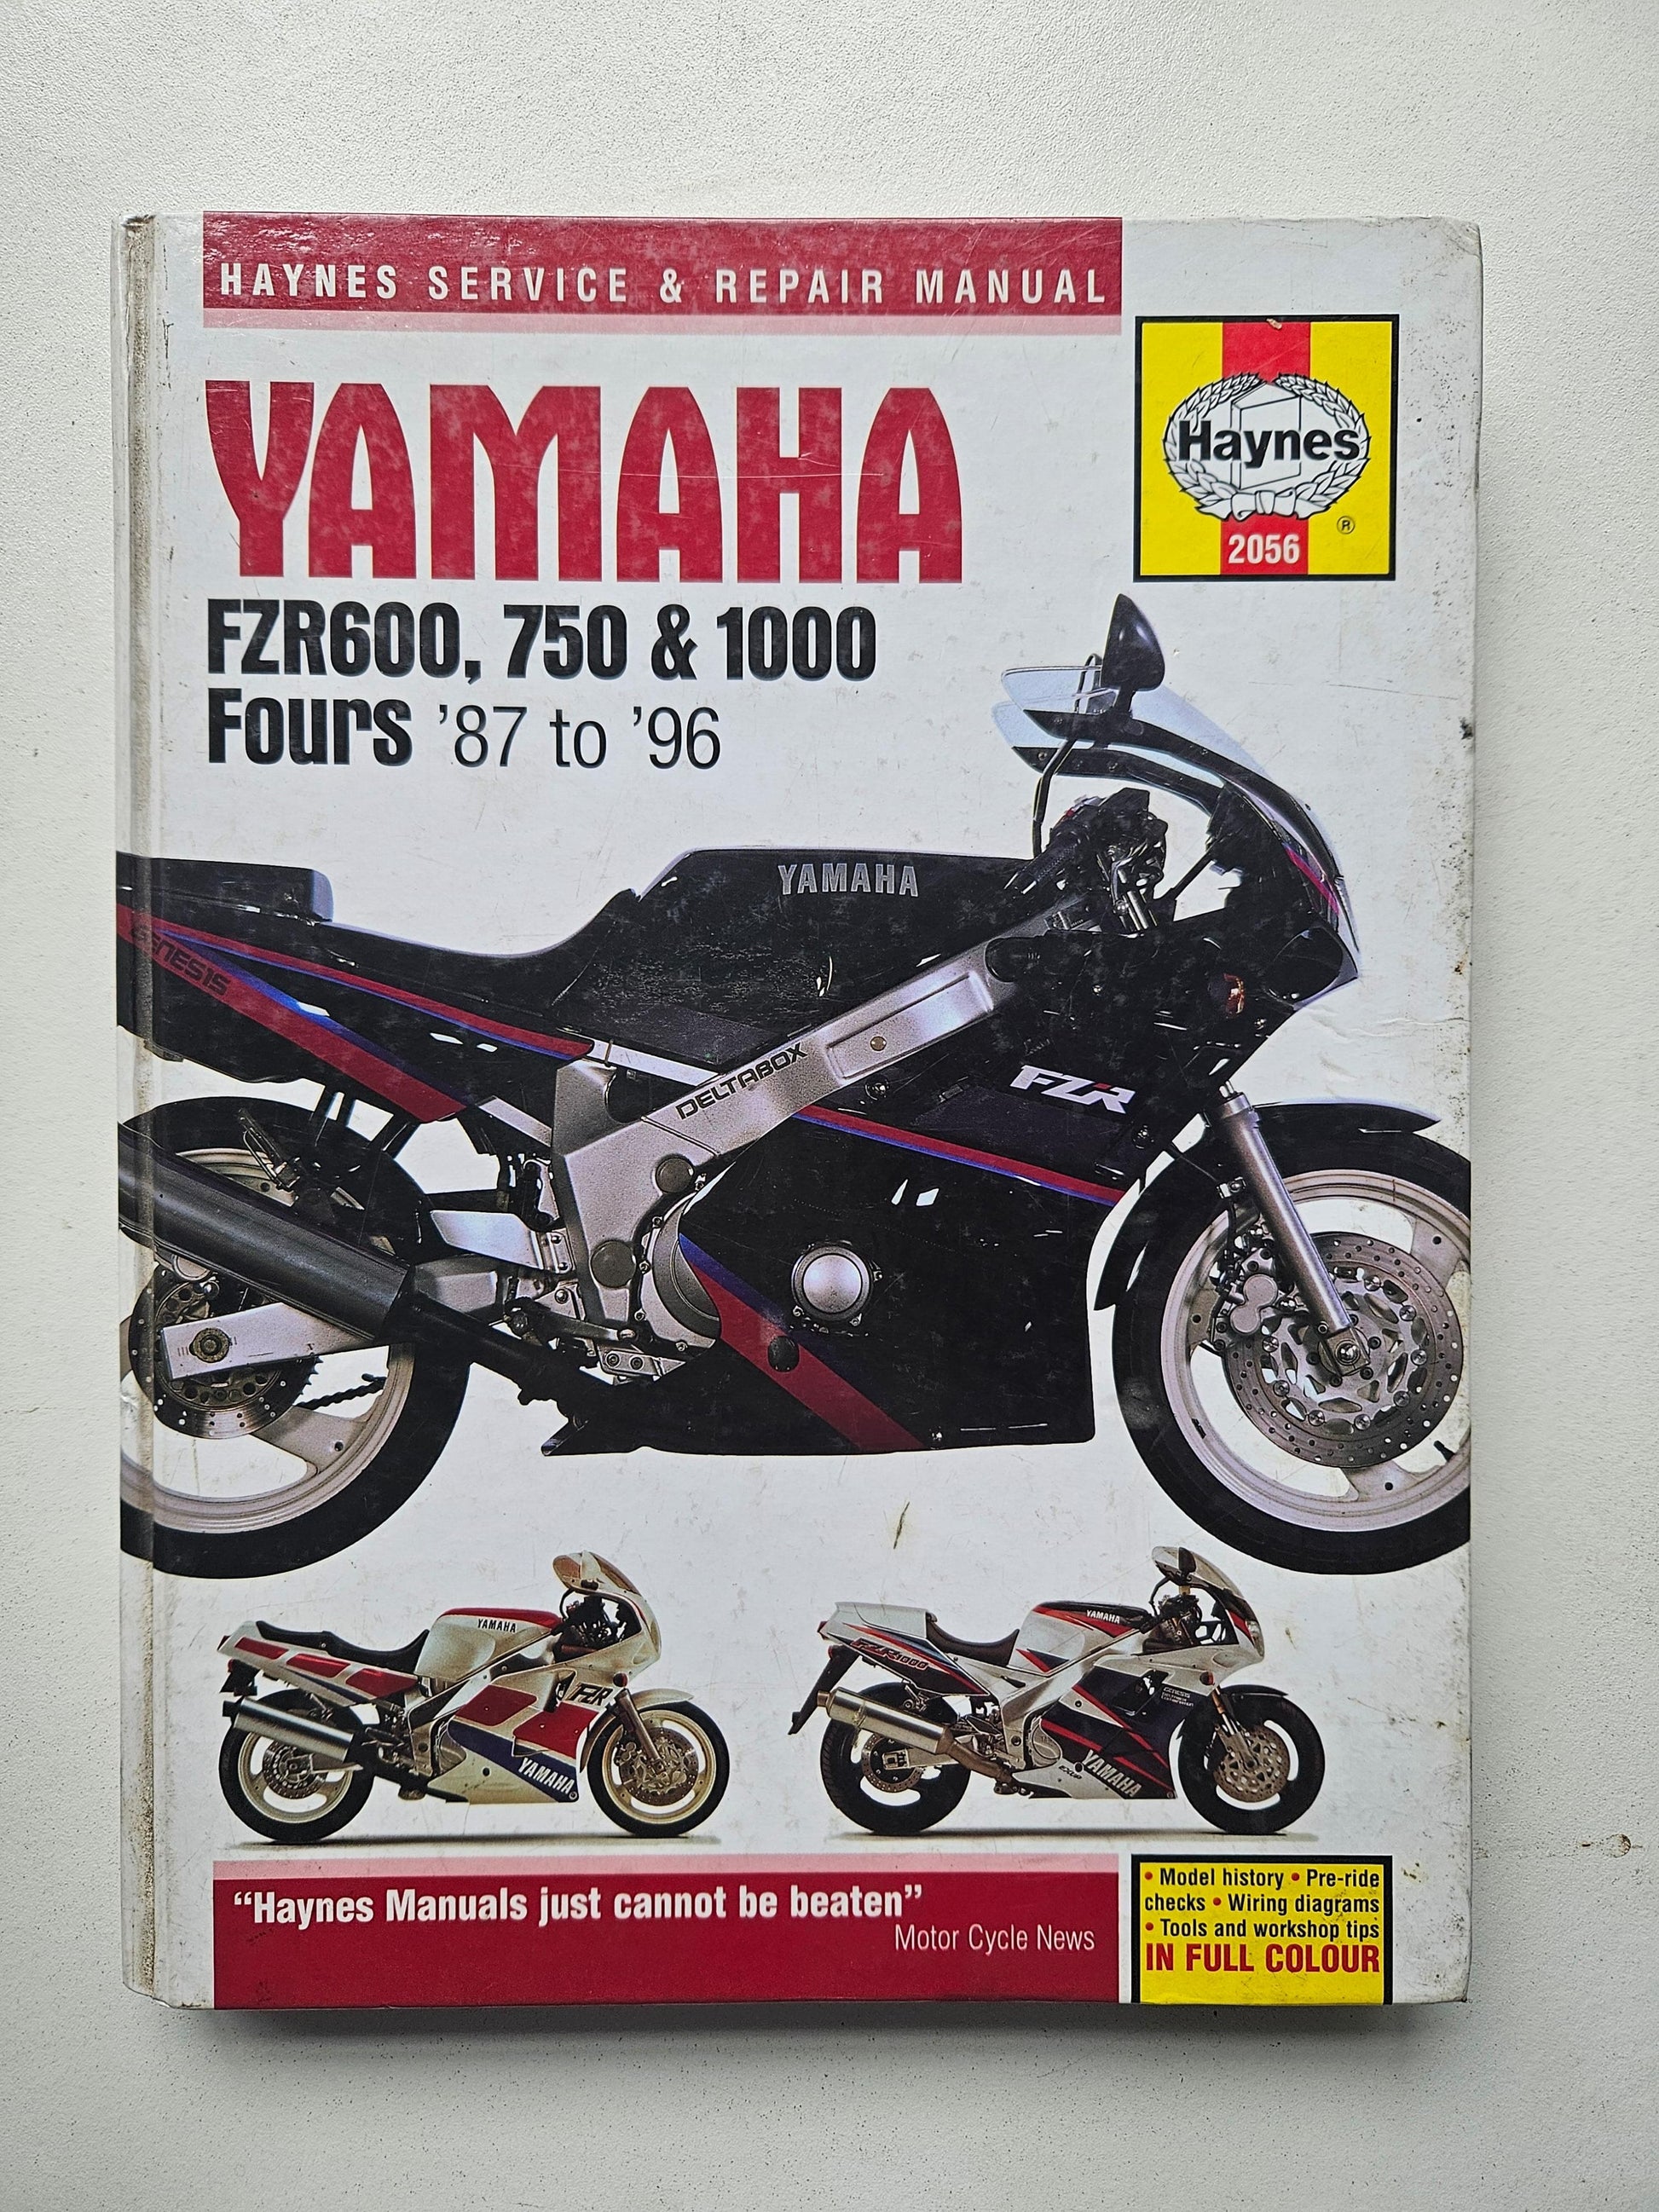 HAYNES SERVICE & REPAIR MANUAL
Haynes
®
2056
YAMAHA
FZR600, 750 & 1000
Fours '87 to '96
YAMAHA
GENESIS
DELTABOX
FZR
YAMAHA
FZR
YAMAHA
YAMAHA
FZR1000
YAMAHA
“Haynes Manuals just cannot be beaten”
Motor Cycle News
• Model history • Pre-ride
checks • Wiring diagrams
• Tools and workshop tips
IN FULL COLOUR